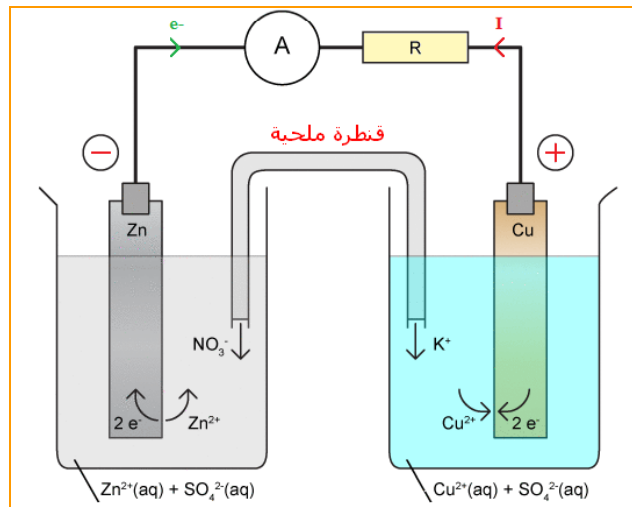 e-
A
R
I
قنطرة ملحية
−
+
Zn
Cu
NO₃⁻
K⁺
2 e⁻
Zn²⁺
Cu²⁺
2 e⁻
Zn²⁺(aq) + SO₄²⁻(aq)
Cu²⁺(aq) + SO₄²⁻(aq)